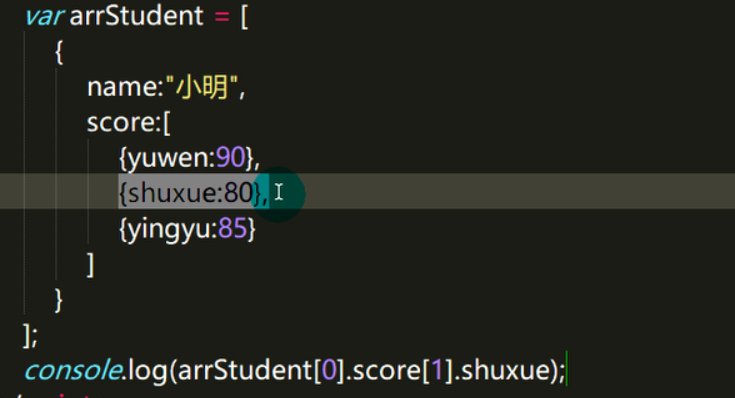 var arrStudent = [
{
name:"小明",
score:[
{yuwen:90},
{shuxue:80},
{yingyu:85}
]
}
];
console.log(arrStudent[0].score[1].shuxue);